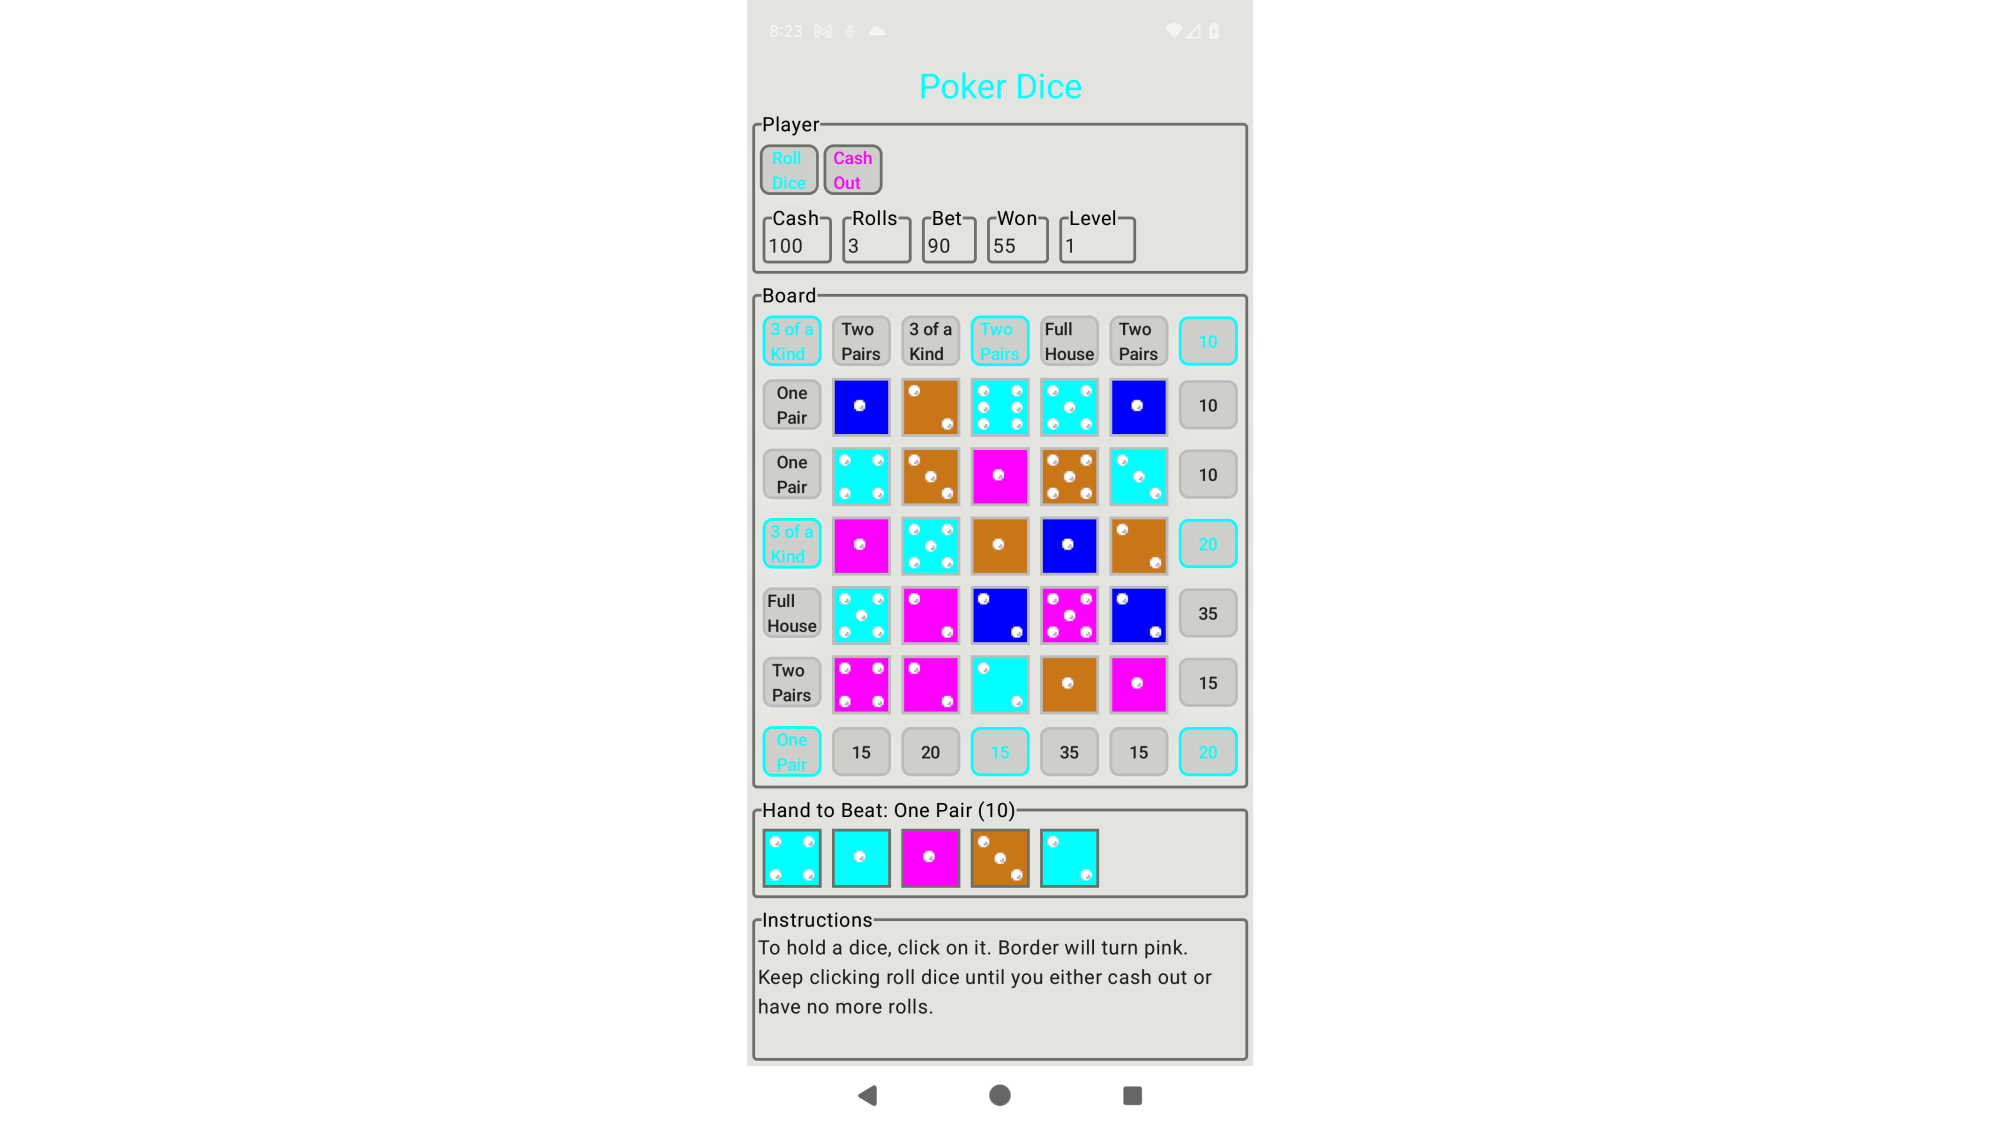 8:23
Poker Dice
Player
Roll Cash
Dice Out
Cash Rolls Bet Won Level
100 3 90 55 1
Board
3 of a Two 3 of a Two Full Two 10
Kind Pairs Kind Pairs House Pairs
One 10
Pair
One 10
Pair
3 of a 20
Kind
Full 35
House
Two 15
Pairs
One 15 20 15 35 15 20
Pair
Hand to Beat: One Pair (10)
Instructions
To hold a dice, click on it. Border will turn pink.
Keep clicking roll dice until you either cash out or
have no more rolls.